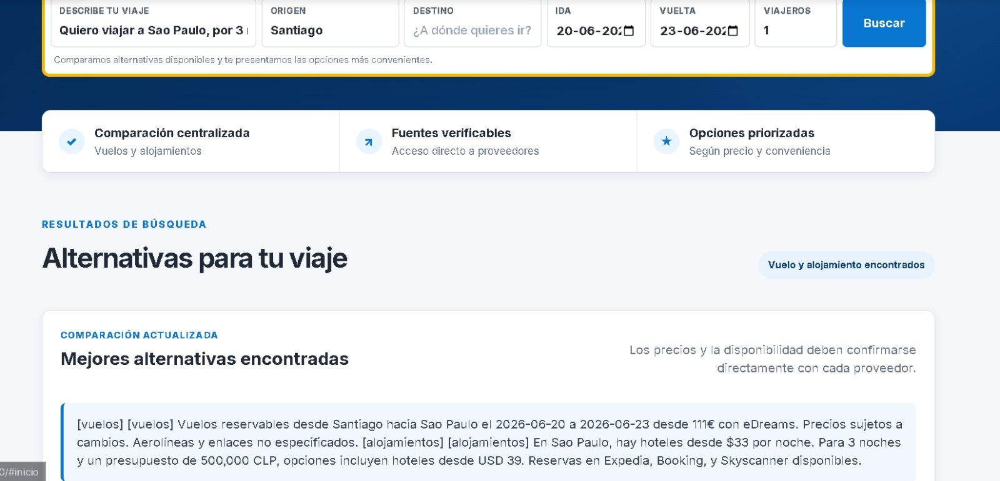 DESCRIBE TU VIAJE
Quiero viajar a Sao Paulo, por 3
ORIGEN
Santiago
DESTINO
¿A dónde quieres ir?
IDA
20-06-202
VUELTA
23-06-202
VIAJEROS
1
Buscar
Comparamos alternativas disponibles y te presentamos las opciones más convenientes.
Comparación centralizada
Vuelos y alojamientos
Fuentes verificables
Acceso directo a proveedores
Opciones priorizadas
Según precio y conveniencia
RESULTADOS DE BÚSQUEDA
Alternativas para tu viaje
Vuelo y alojamiento encontrados
COMPARACIÓN ACTUALIZADA
Mejores alternativas encontradas
Los precios y la disponibilidad deben confirmarse
directamente con cada proveedor.
[vuelos] [vuelos] Vuelos reservables desde Santiago hacia Sao Paulo el 2026-06-20 a 2026-06-23 desde 111€ con eDreams. Precios sujetos a
cambios. Aerolíneas y enlaces no especificados. [alojamientos] [alojamientos] En Sao Paulo, hay hoteles desde $33 por noche. Para 3 noches
y un presupuesto de 500,000 CLP, opciones incluyen hoteles desde USD 39. Reservas en Expedia, Booking, y Skyscanner disponibles.
0/#inicio